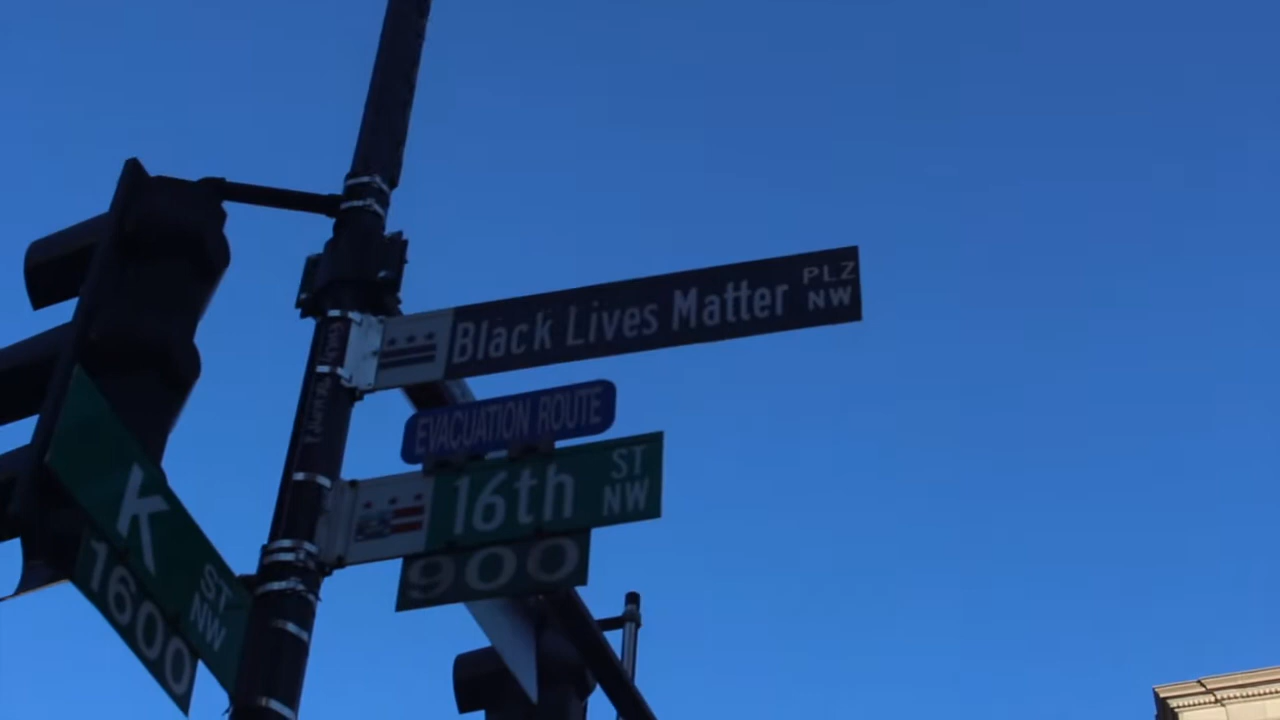 Black Lives Matter PLZ NW
EVACUATION ROUTE
16th ST NW
900
K ST NW
1600